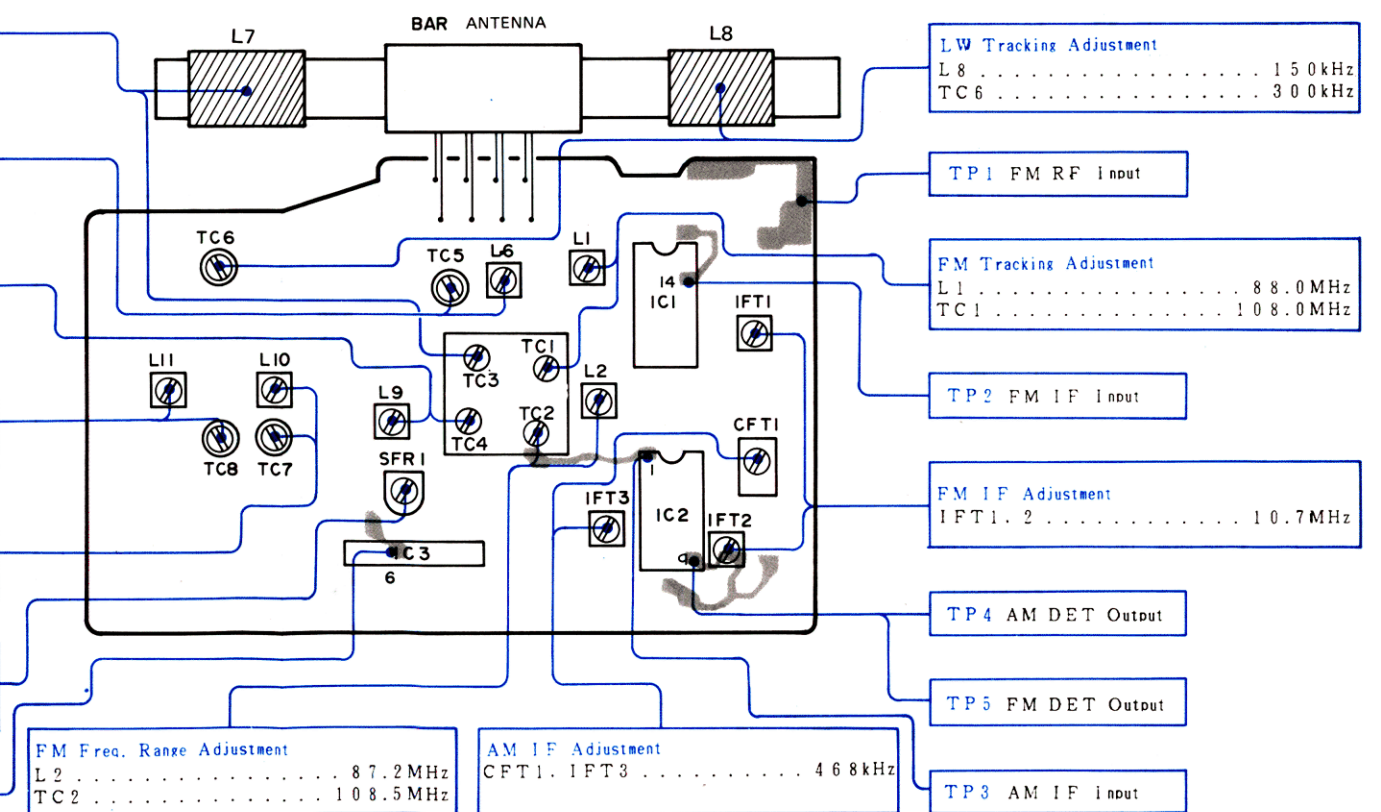 BAR ANTENNA
L7
L8
LW Tracking Adjustment
L8 . . . . . . . . . . . . . . . . . 150kHz
TC6 . . . . . . . . . . . . . . . . 300kHz
TP1 FM RF Input
TC6
TC5
L6
L1
14
IC1
IFT1
FM Tracking Adjustment
L1 . . . . . . . . . . . . . . . 88.0MHz
TC1 . . . . . . . . . . . . . . 108.0MHz
TC1
TC3
L11
L10
L9
L2
TP2 FM IF Input
TC2
TC4
TC8
TC7
CFT1
SFR1
1
IFT3
IC2
IFT2
FM IF Adjustment
IFT1. 2 . . . . . . . . . . . . 10.7MHz
IC3
6
9
TP4 AM DET Output
TP5 FM DET Output
FM Freq. Range Adjustment
L2 . . . . . . . . . . . . . . . . 87.2MHz
TC2 . . . . . . . . . . . . . . 108.5MHz
AM IF Adjustment
CFT1. IFT3 . . . . . . . . . . 468kHz
TP3 AM IF input